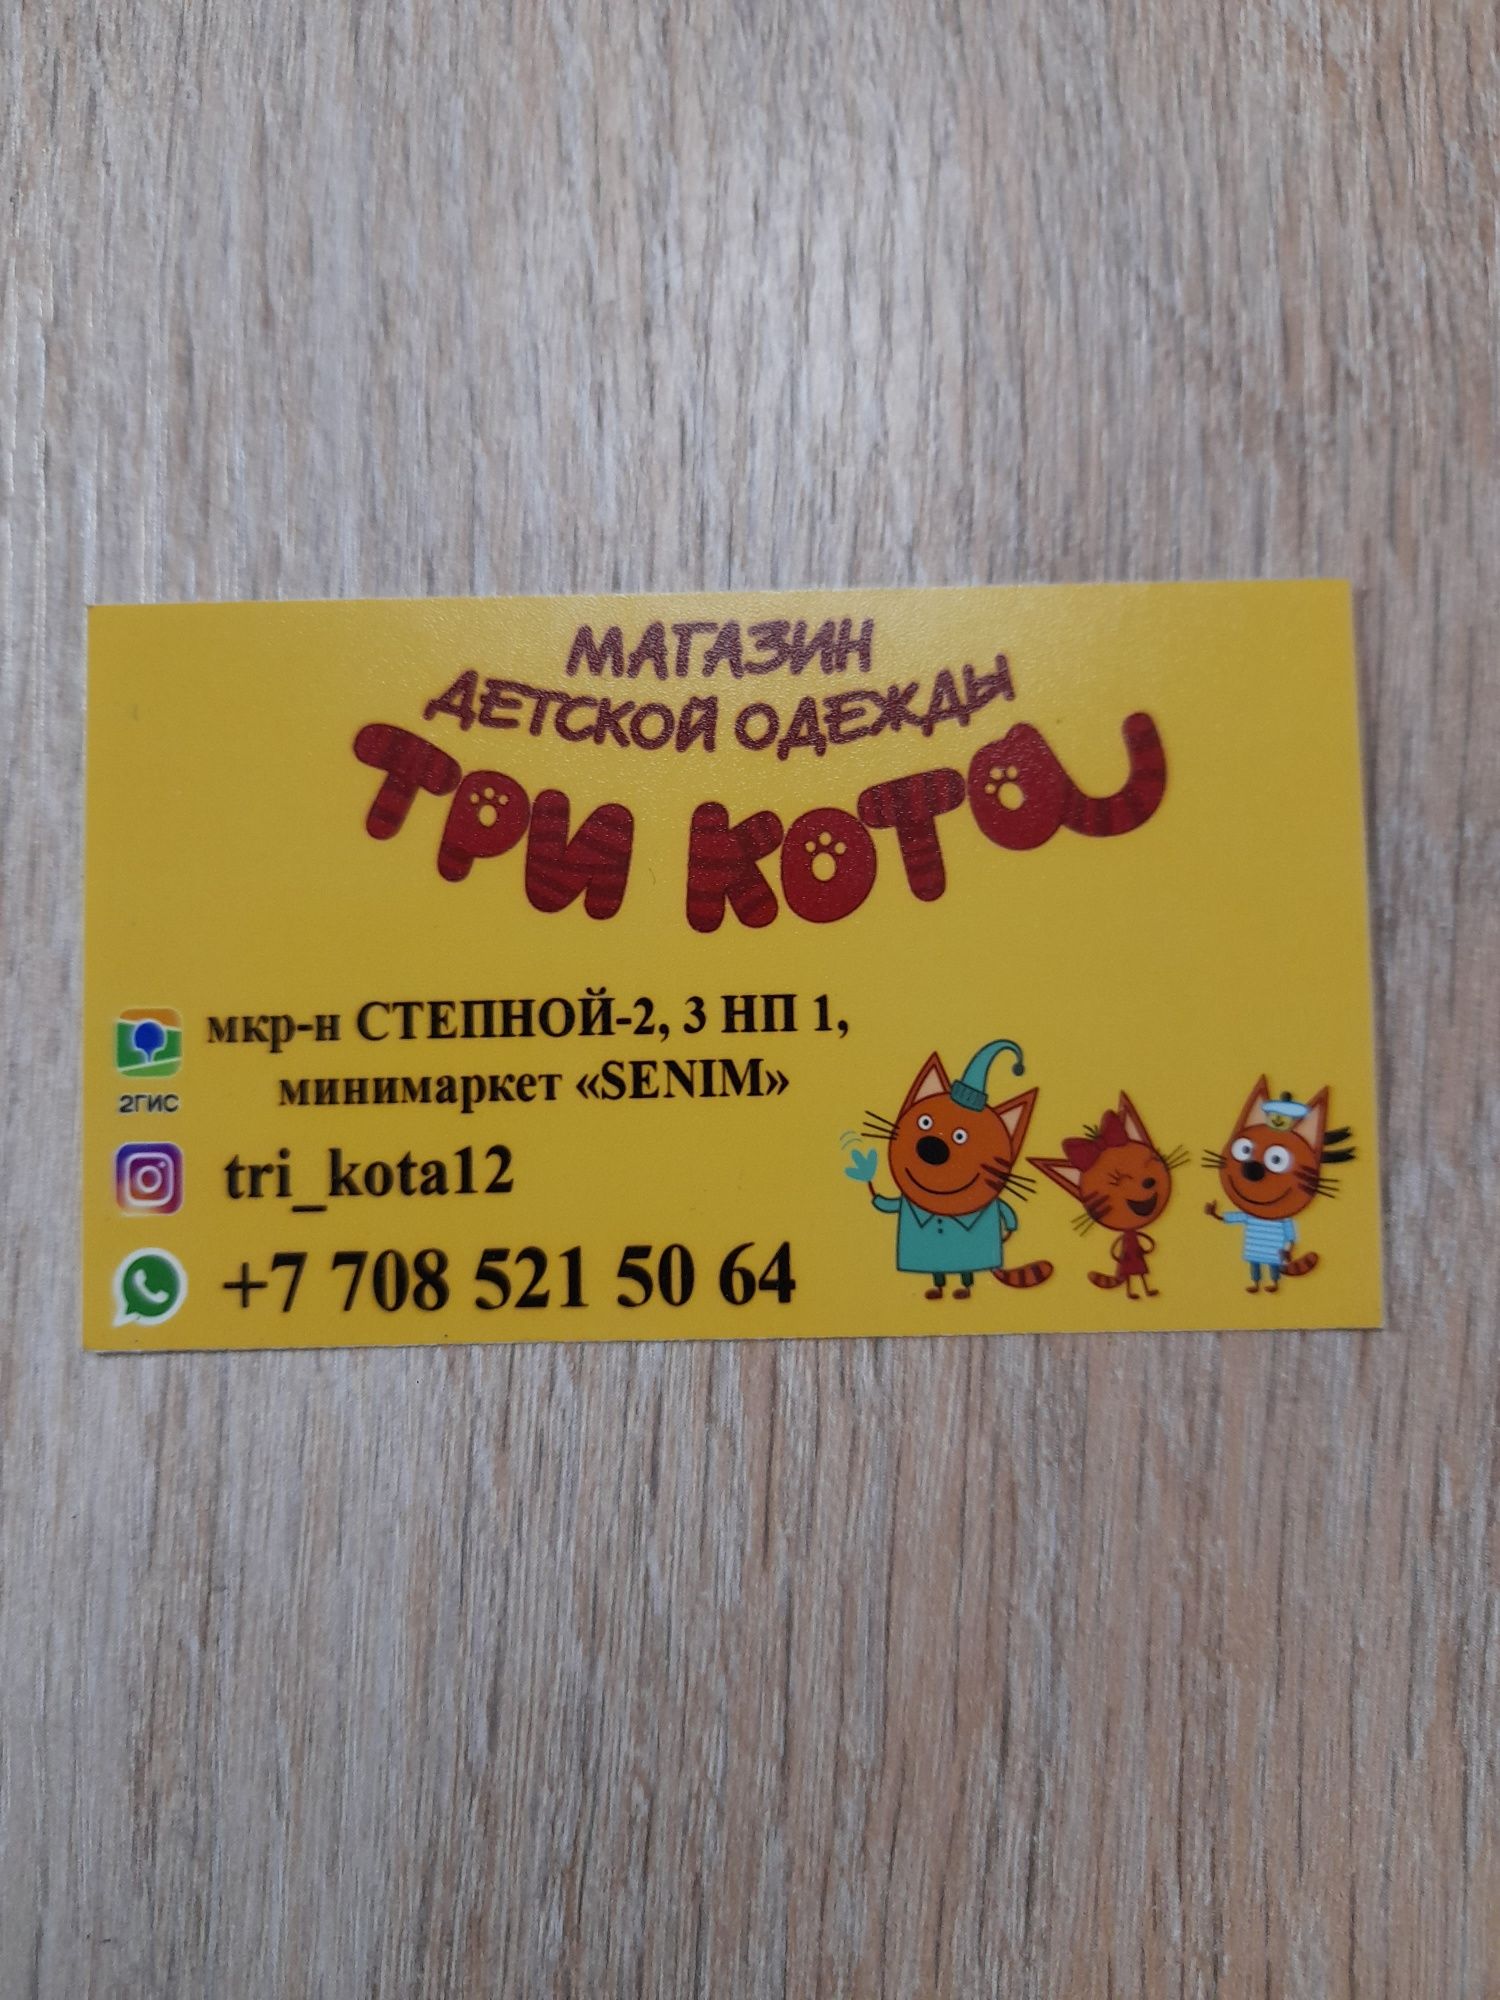 МАГАЗИН
ДЕТСКОЙ ОДЕЖДЫ
ТРИ КОТА
мкр-н СТЕПНОЙ-2, 3 НП 1,
минимаркет «SENIM»
2ГИС
tri_kota12
+7 708 521 50 64